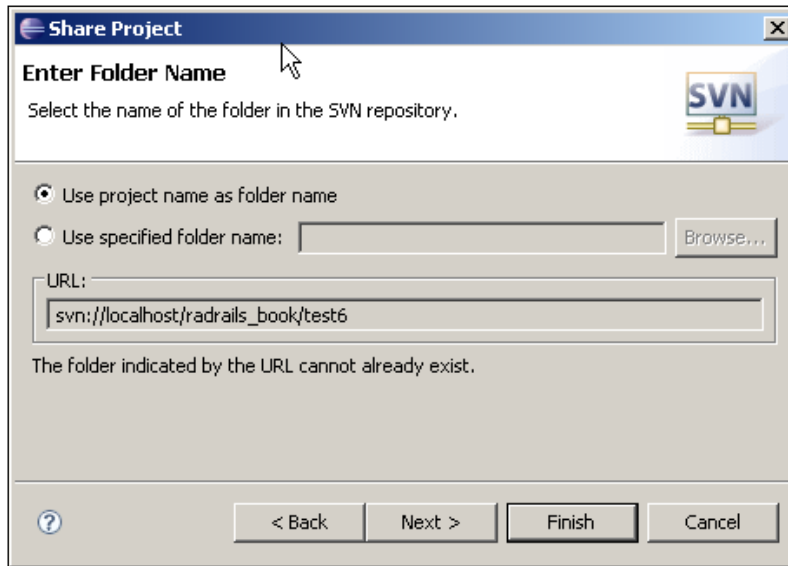 Share Project
Enter Folder Name
Select the name of the folder in the SVN repository.
SVN
Use project name as folder name
Use specified folder name:
Browse...
URL:
svn://localhost/radrails_book/test6
The folder indicated by the URL cannot already exist.
?
< Back
Next >
Finish
Cancel